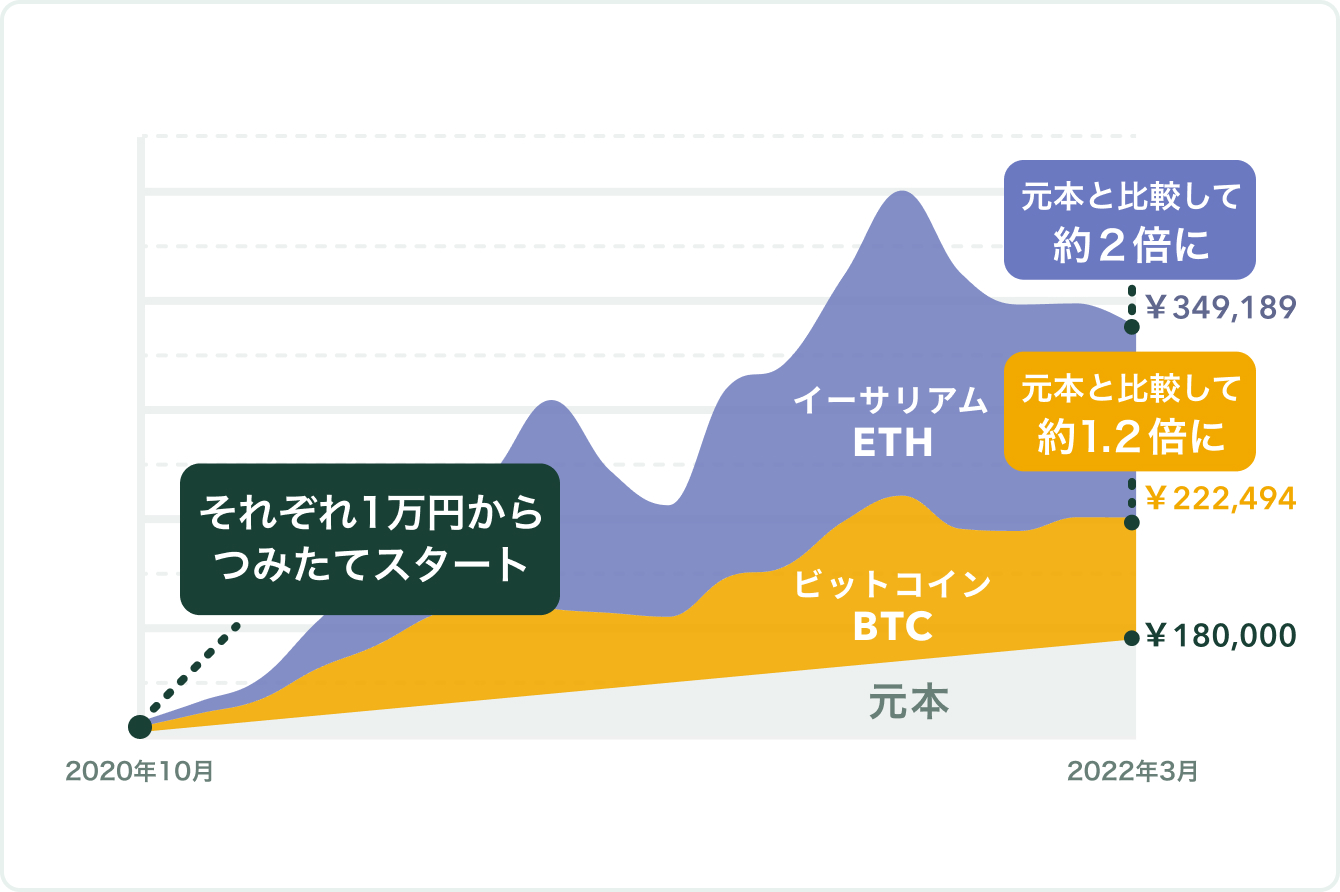 元本と比較して
約2倍に
¥349,189
元本と比較して
約1.2倍に
¥222,494
イーサリアム
ETH
それぞれ1万円から
つみたてスタート
ビットコイン
BTC
¥180,000
元本
2020年10月
2022年3月